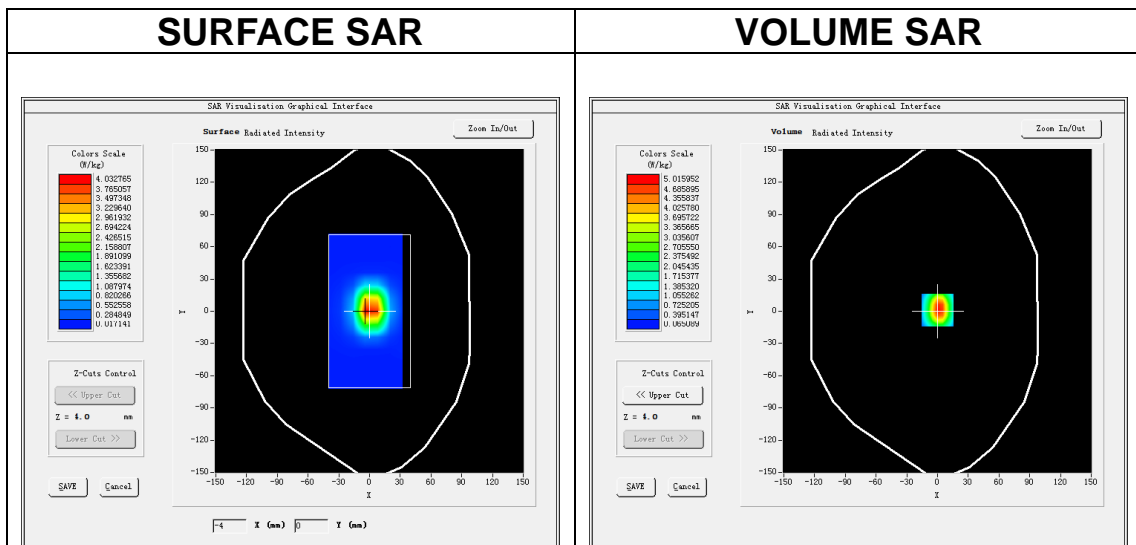 SURFACE SAR
VOLUME SAR
SAR Visualisation Graphical Interface
Surface Radiated Intensity
Zoom In/Out
Colors Scale
(W/kg)
4.032765
3.765057
3.497348
3.229640
2.961932
2.694224
2.426515
2.158807
1.891099
1.623391
1.355682
1.087974
0.820266
0.552558
0.284849
0.017141
Z-Cuts Control
<< Upper Cut
Z = 4.0 mm
Lower Cut >>
SAVE Cancel
150
120
90
60
30
0
-30
-60
-90
-120
-150
Y
-150 -120 -90 -60 -30 0 30 60 90 120 150
X
-4 X (mm) 0 Y (mm)
SAR Visualisation Graphical Interface
Volume Radiated Intensity
Zoom In/Out
Colors Scale
(W/kg)
5.015952
4.685895
4.355837
4.025780
3.695722
3.365665
3.035607
2.705550
2.375492
2.045435
1.715377
1.385320
1.055262
0.725205
0.395147
0.065089
Z-Cuts Control
<< Upper Cut
Z = 4.0 mm
Lower Cut >>
SAVE Cancel
150
120
90
60
30
0
-30
-60
-90
-120
-150
Y
-150 -120 -90 -60 -30 0 30 60 90 120 150
X